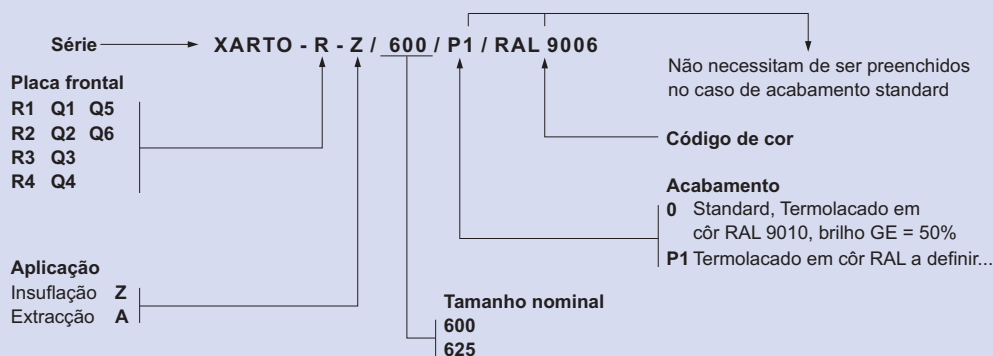 Série
XARTO - R - Z / 600 / P1 / RAL 9006
Placa frontal
R1 Q1 Q5
R2 Q2 Q6
R3 Q3
R4 Q4
Não necessitam de ser preenchidos
no caso de acabamento standard
Código de cor
Acabamento
0 Standard, Termolacado em
côr RAL 9010, brilho GE = 50%
P1 Termolacado em côr RAL a definir...
Aplicação
Insuflação Z
Extracção A
Tamanho nominal
600
625